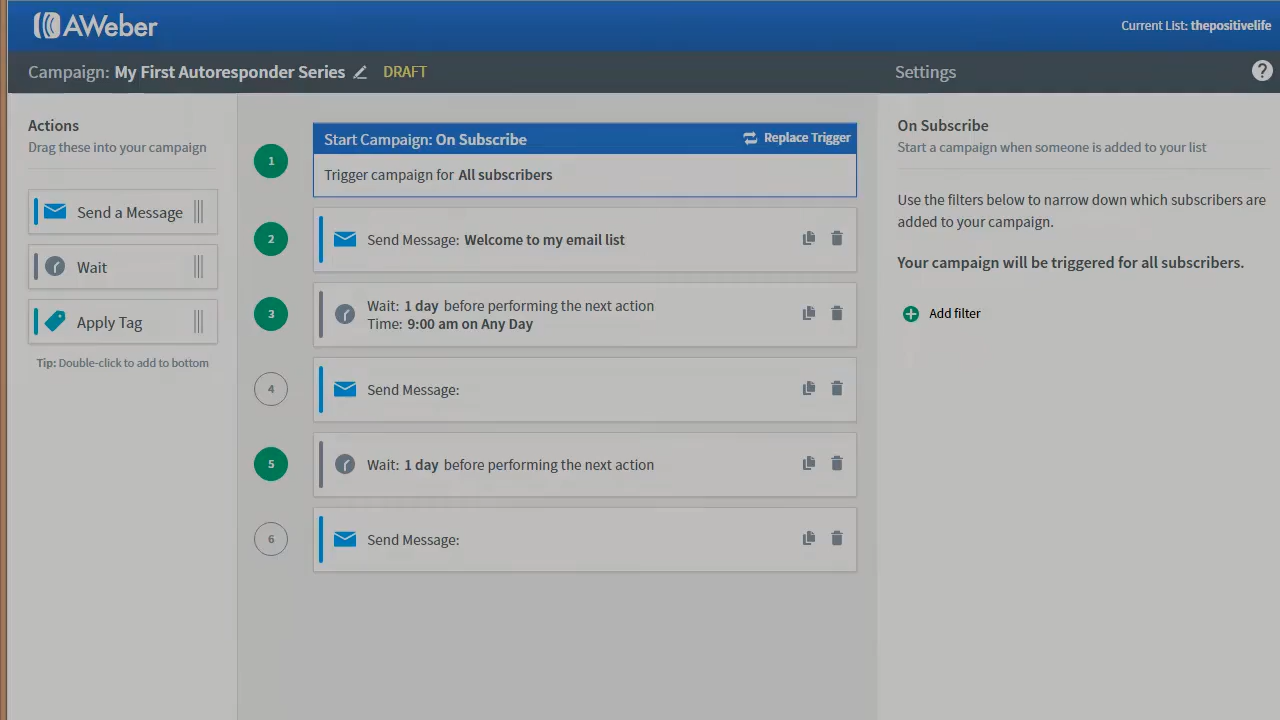 AWeber
Current List: thepositivelife
Campaign: My First Autoresponder Series DRAFT
Settings
?
Actions
Drag these into your campaign
Send a Message
Wait
Apply Tag
Tip: Double-click to add to bottom
1
Start Campaign: On Subscribe
Replace Trigger
Trigger campaign for All subscribers
2
Send Message: Welcome to my email list
3
Wait: 1 day before performing the next action
Time: 9:00 am on Any Day
4
Send Message:
5
Wait: 1 day before performing the next action
6
Send Message:
On Subscribe
Start a campaign when someone is added to your list
Use the filters below to narrow down which subscribers are
added to your campaign.
Your campaign will be triggered for all subscribers.
Add filter